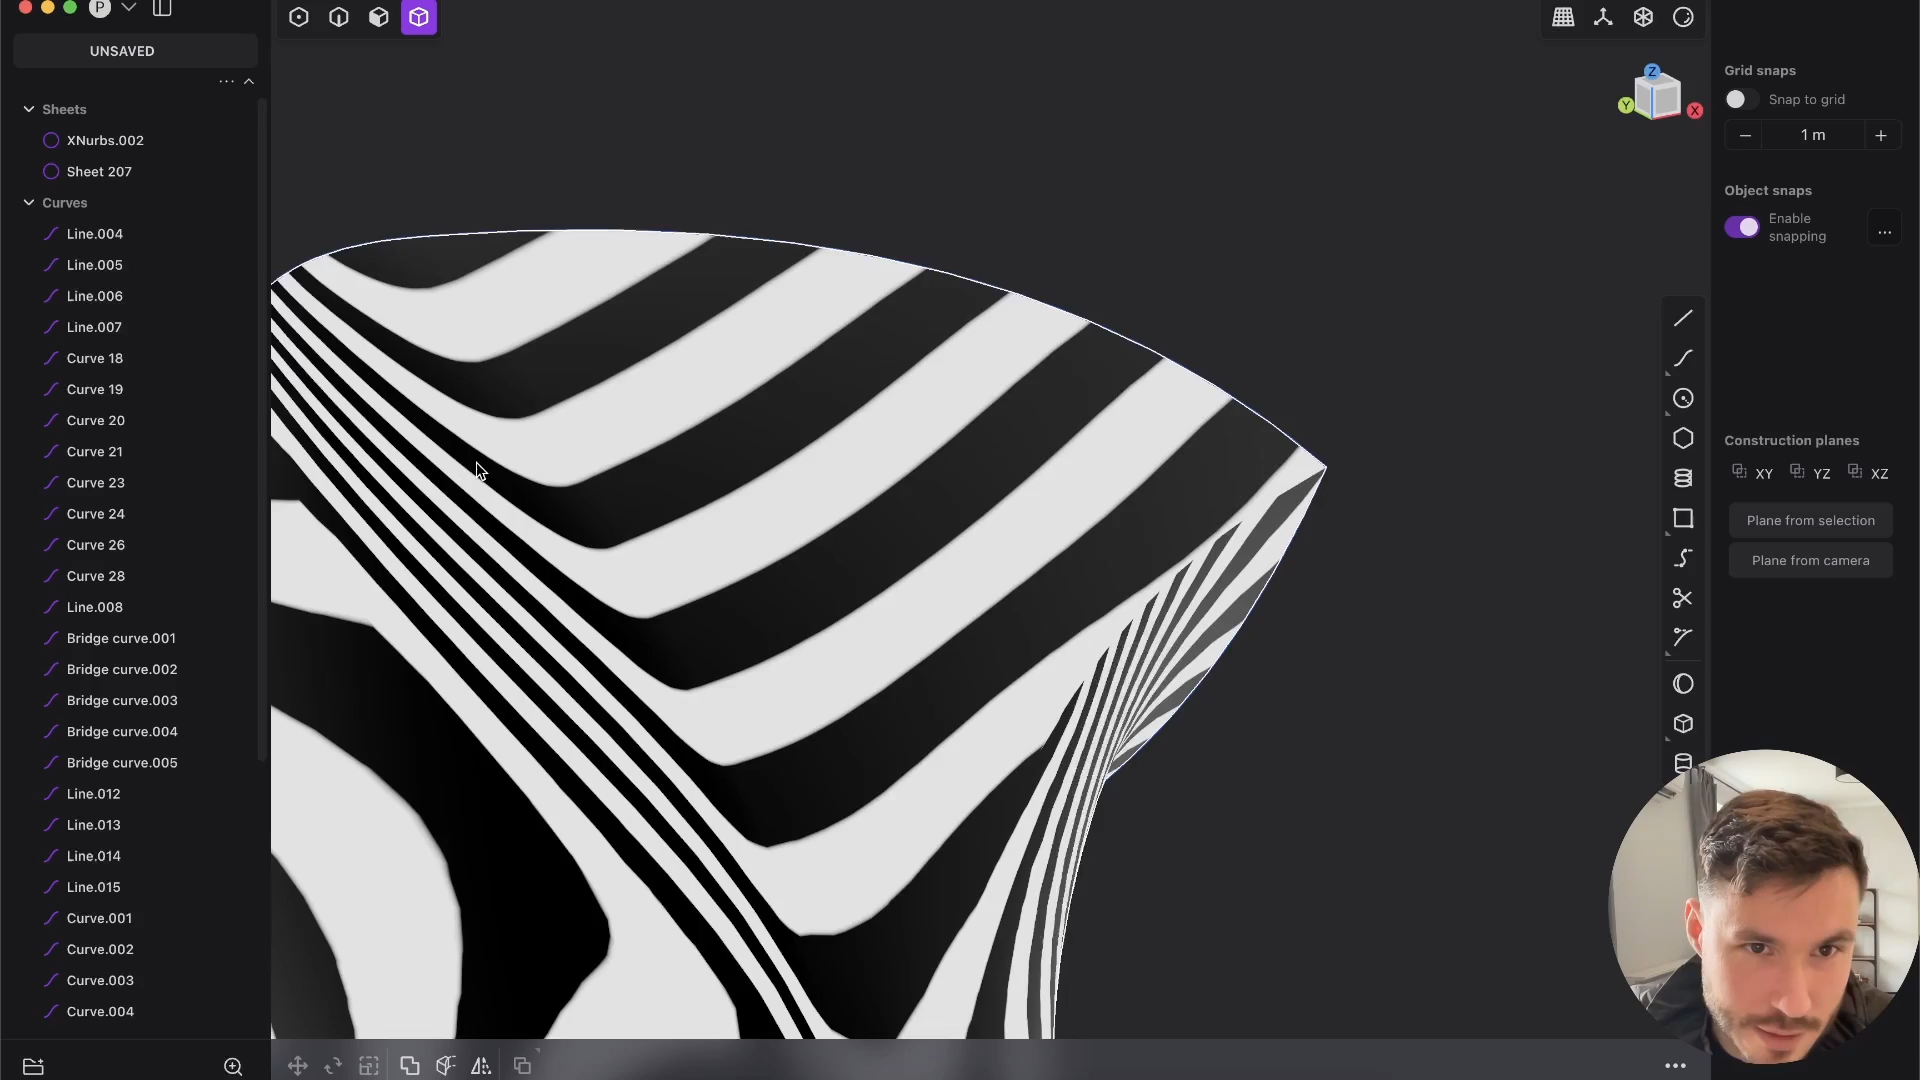 P
UNSAVED
Sheets
XNurbs.002
Sheet 207
Curves
Line.004
Line.005
Line.006
Line.007
Curve 18
Curve 19
Curve 20
Curve 21
Curve 23
Curve 24
Curve 26
Curve 28
Line.008
Bridge curve.001
Bridge curve.002
Bridge curve.003
Bridge curve.004
Bridge curve.005
Line.012
Line.013
Line.014
Line.015
Curve.001
Curve.002
Curve.003
Curve.004
Z
Y
X
Grid snaps
Snap to grid
1 m
Object snaps
Enable
snapping
Construction planes
XY YZ XZ
Plane from selection
Plane from camera